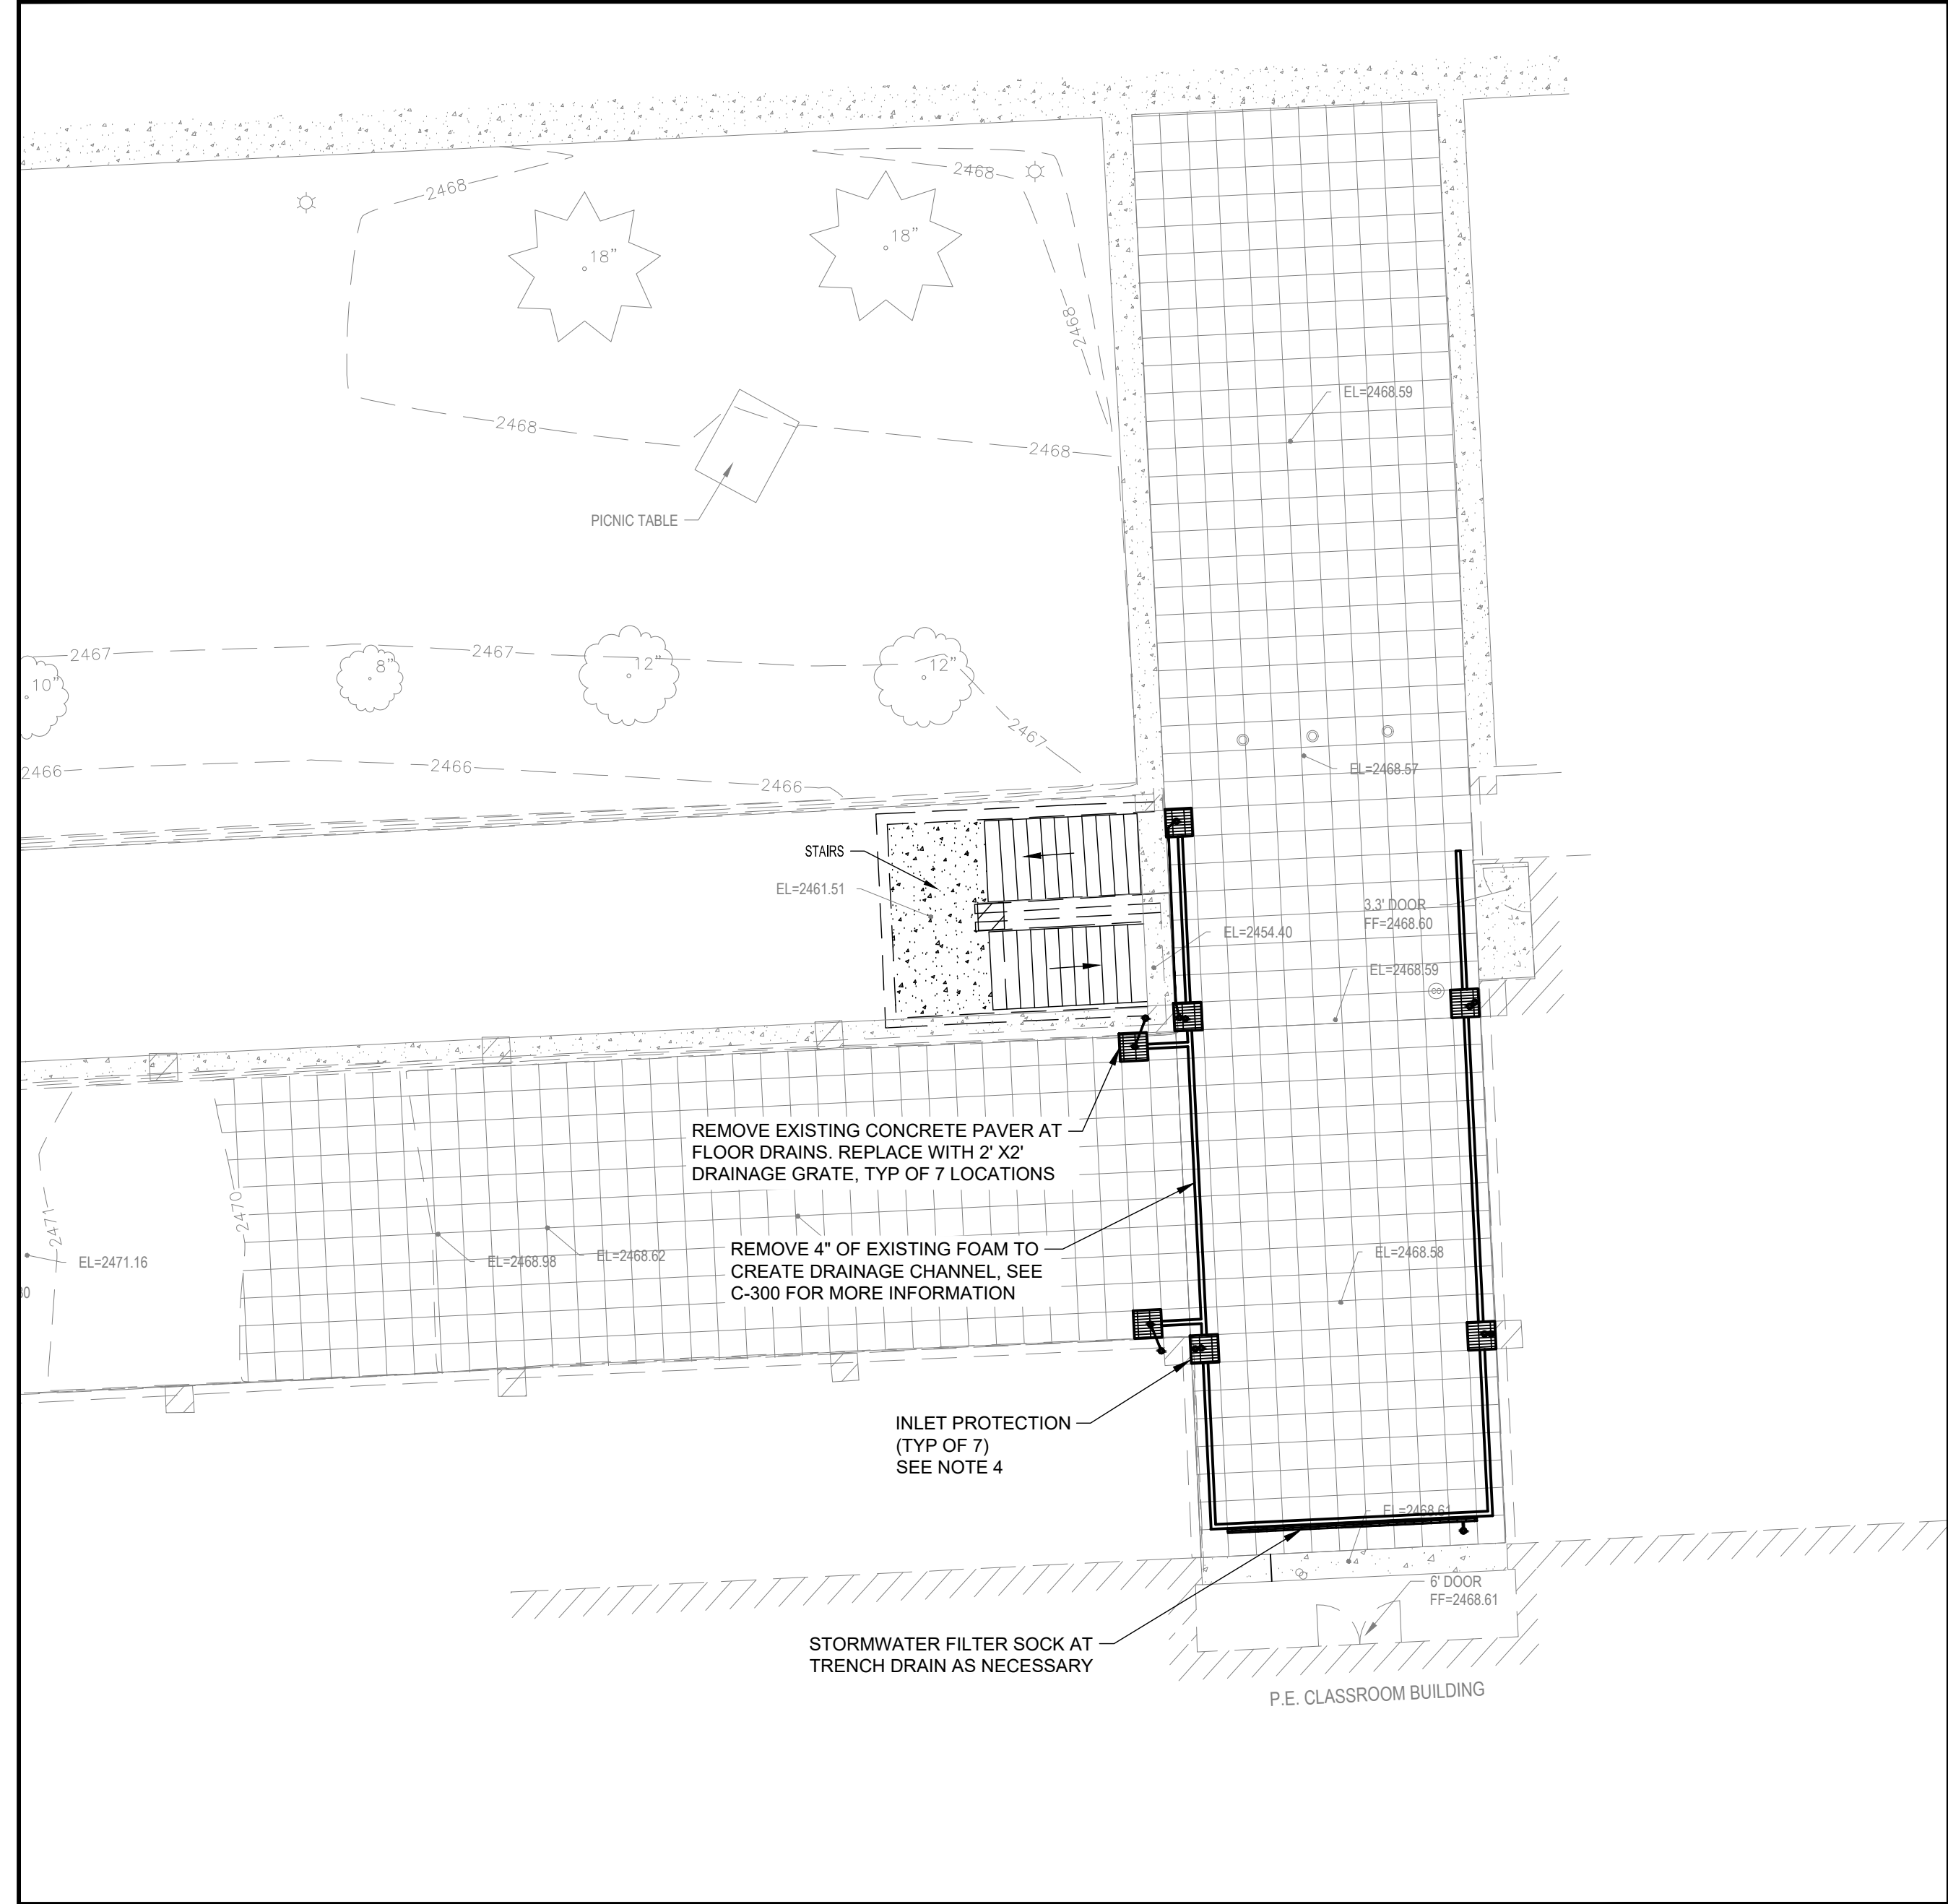 2468
2468
18”
18”
2468
EL=2468.59
2468
2468
PICNIC TABLE
2467
2467
8”
12”
12”
10”
2467
2466
2466
2466
EL=2468.57
STAIRS
EL=2461.51
3.3' DOOR
FF=2468.60
EL=2454.40
EL=2468.59
CO
REMOVE EXISTING CONCRETE PAVER AT
FLOOR DRAINS. REPLACE WITH 2' X2'
DRAINAGE GRATE, TYP OF 7 LOCATIONS
2470
2471
EL=2471.16
EL=2468.98
EL=2468.62
REMOVE 4" OF EXISTING FOAM TO
CREATE DRAINAGE CHANNEL, SEE
C-300 FOR MORE INFORMATION
EL=2468.58
INLET PROTECTION
(TYP OF 7)
SEE NOTE 4
EL=2468.61
6' DOOR
FF=2468.61
STORMWATER FILTER SOCK AT
TRENCH DRAIN AS NECESSARY
P.E. CLASSROOM BUILDING